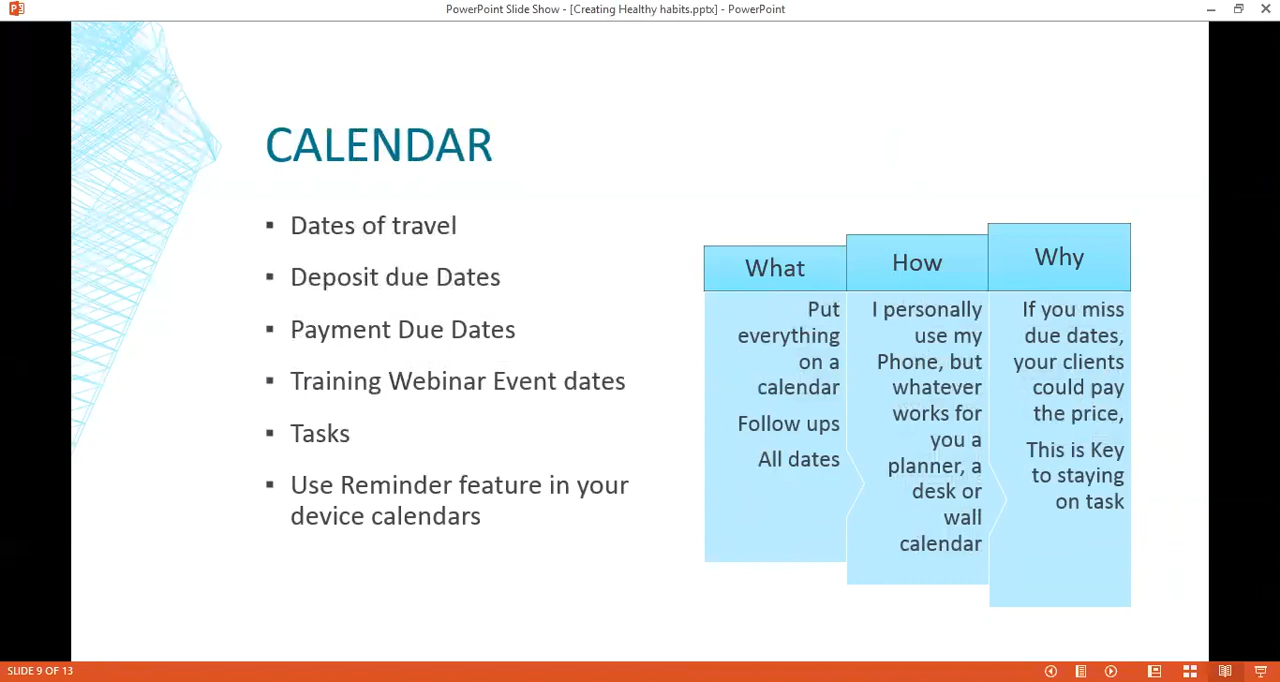 PowerPoint Slide Show - [Creating Healthy habits.pptx] - PowerPoint
CALENDAR
▪ Dates of travel
▪ Deposit due Dates
▪ Payment Due Dates
▪ Training Webinar Event dates
▪ Tasks
▪ Use Reminder feature in your
device calendars
What
Put
everything
on a
calendar
Follow ups
All dates
How
I personally
use my
Phone, but
whatever
works for
you a
planner, a
desk or
wall
calendar
Why
If you miss
due dates,
your clients
could pay
the price,
This is Key
to staying
on task
SLIDE 9 OF 13